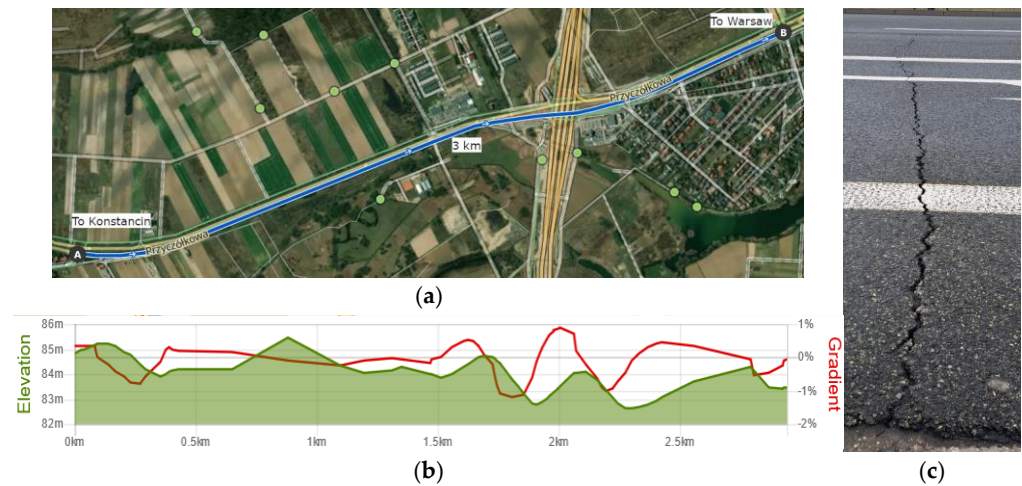 To Warsaw
B
Przyczółkowa
3 km
To Konstancin
Przyczółkowa
A
(a)
Elevation
86m
85m
84m
83m
82m
1%
0%
-1%
-2%
Gradient
0km
0.5km
1km
1.5km
2km
2.5km
(b)
(c)